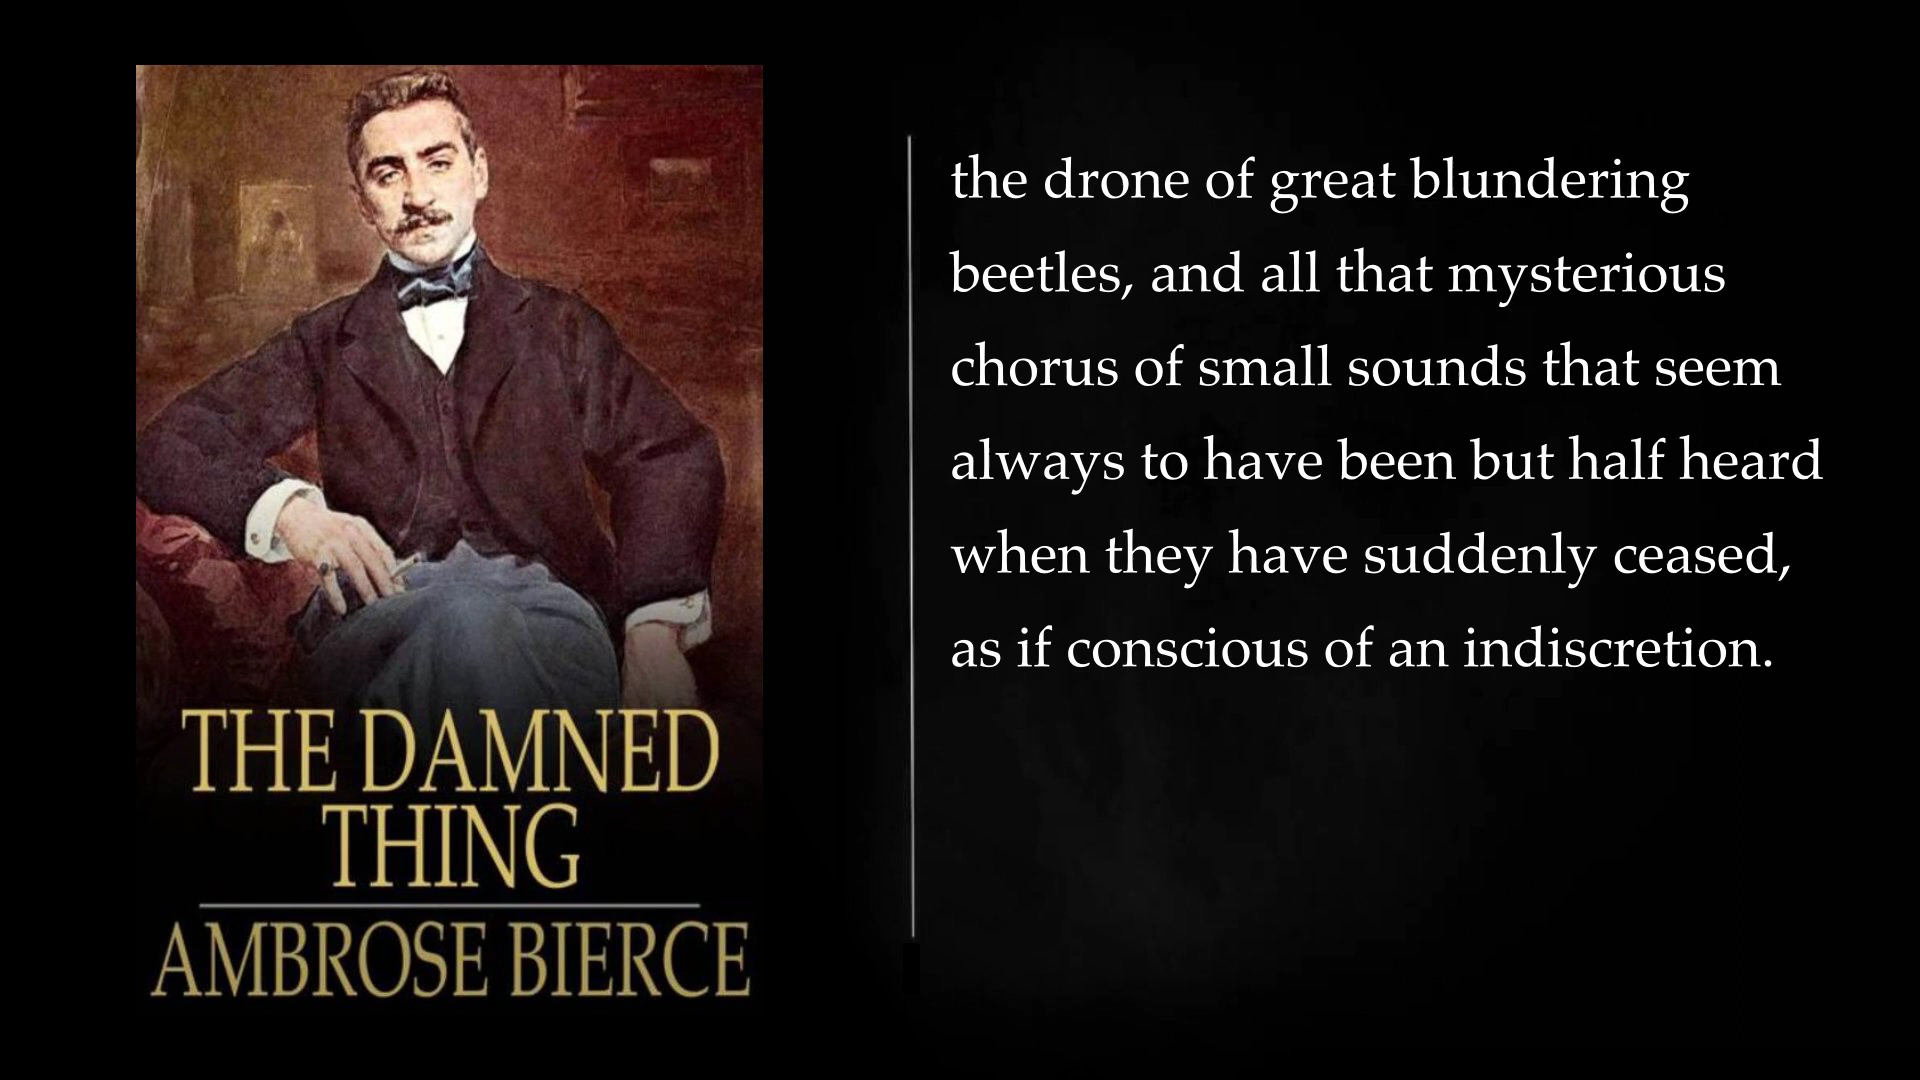 THE DAMNED
THING
AMBROSE BIERCE
the drone of great blundering
beetles, and all that mysterious
chorus of small sounds that seem
always to have been but half heard
when they have suddenly ceased,
as if conscious of an indiscretion.